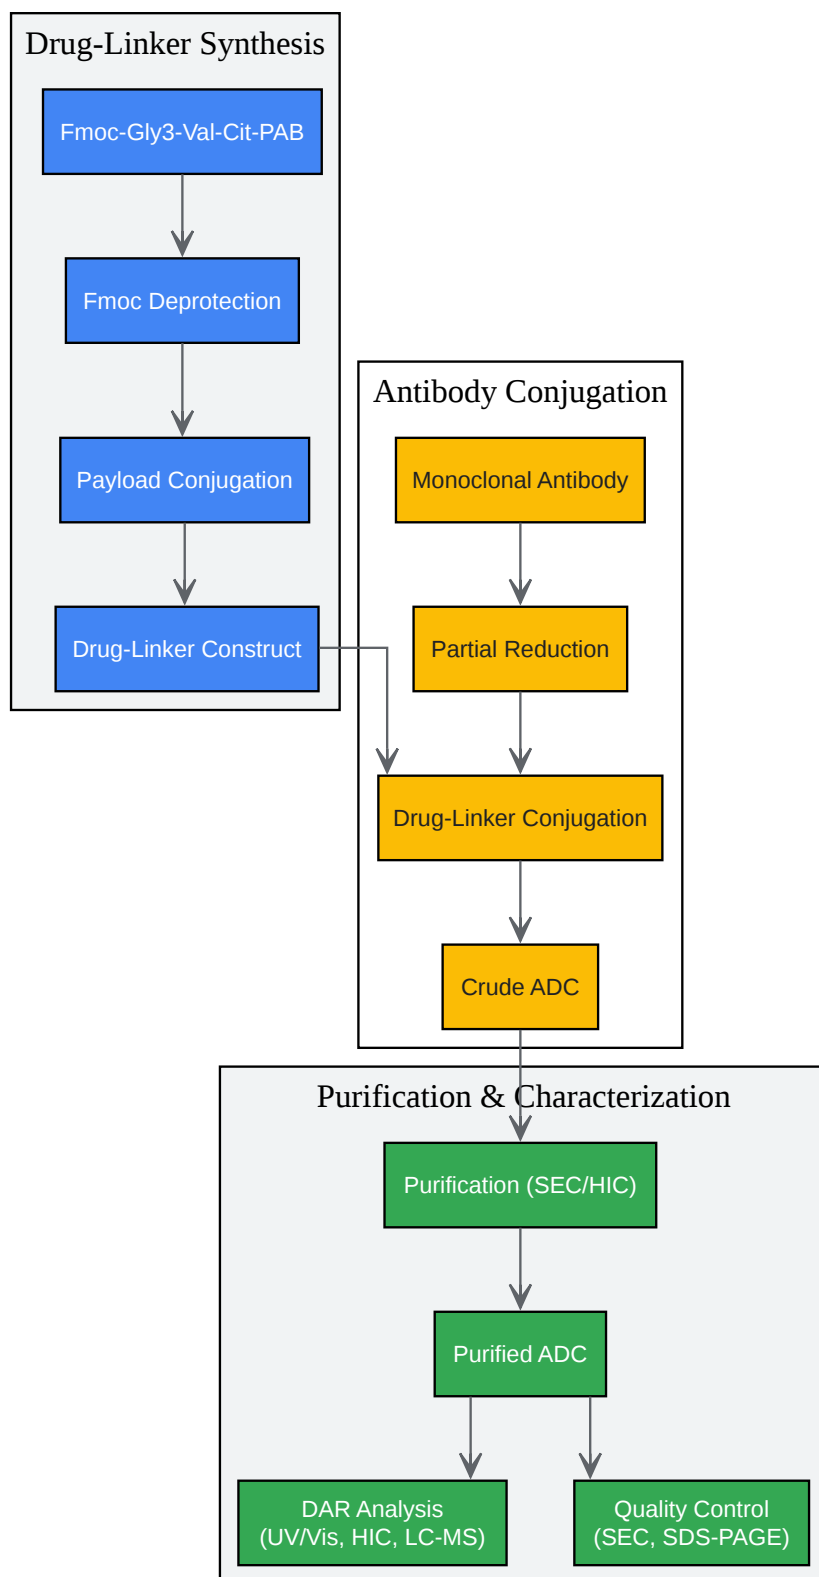 Drug-Linker Synthesis
Fmoc-Gly3-Val-Cit-PAB
Fmoc Deprotection
Payload Conjugation
Drug-Linker Construct
Antibody Conjugation
Monoclonal Antibody
Partial Reduction
Drug-Linker Conjugation
Crude ADC
Purification & Characterization
Purification (SEC/HIC)
Purified ADC
DAR Analysis
(UV/Vis, HIC, LC-MS)
Quality Control
(SEC, SDS-PAGE)